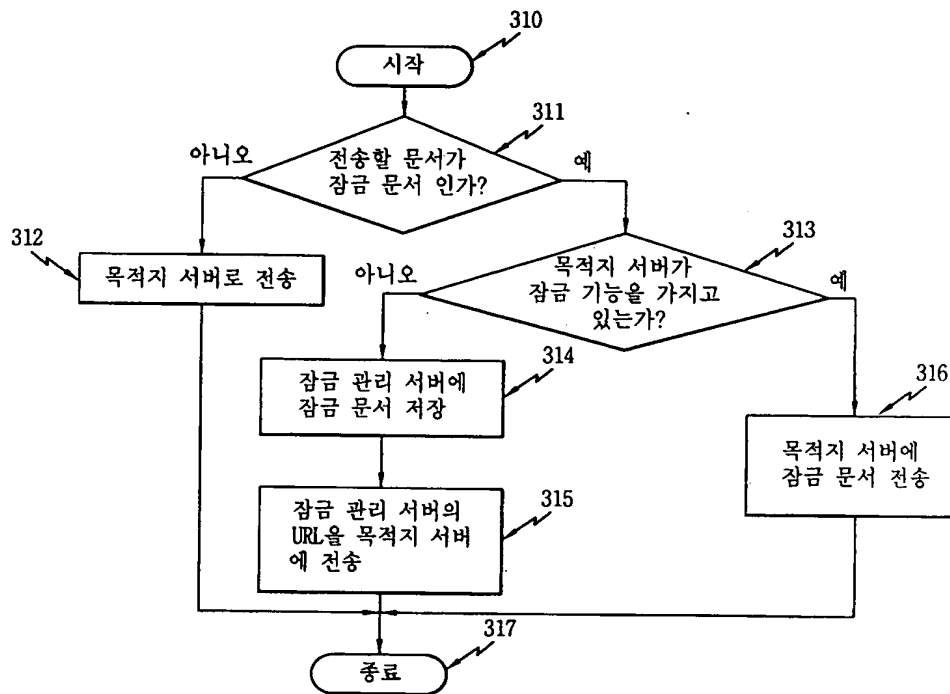 310
시작
311
전송할 문서가
잠금 문서 인가?
아니오
예
312
목적지 서버로 전송
313
목적지 서버가
잠금 기능을 가지고
있는가?
아니오
예
314
잠금 관리 서버에
잠금 문서 저장
316
목적지 서버에
잠금 문서 전송
315
잠금 관리 서버의
URL을 목적지 서버
에 전송
317
종료